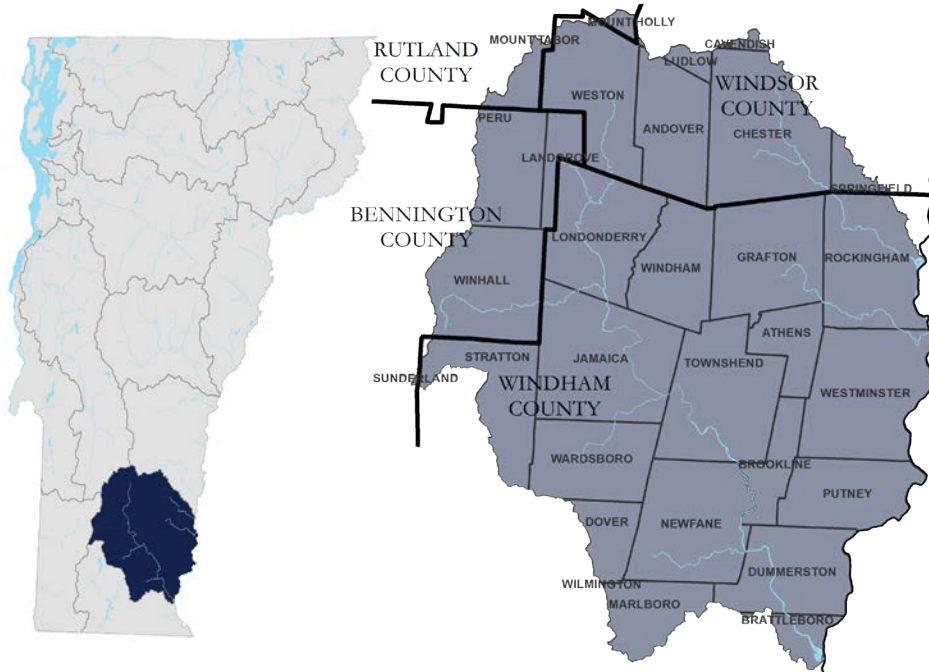 MOUNT HOLLY
MOUNT TABOR
CAVENDISH
RUTLAND
COUNTY
LUDLOW
WINDSOR
COUNTY
WESTON
PERU
ANDOVER
CHESTER
LANDGROVE
SPRINGFIELD
BENNINGTON
COUNTY
LONDONDERRY
WINDHAM
GRAFTON
ROCKINGHAM
WINHALL
ATHENS
STRATTON
JAMAICA
TOWNSHEND
SUNDERLAND
WINDHAM
COUNTY
WESTMINSTER
WARDSBORO
BROOKLINE
PUTNEY
DOVER
NEWFANE
DUMMERSTON
WILMINGTON
MARLBORO
BRATTLEBORO